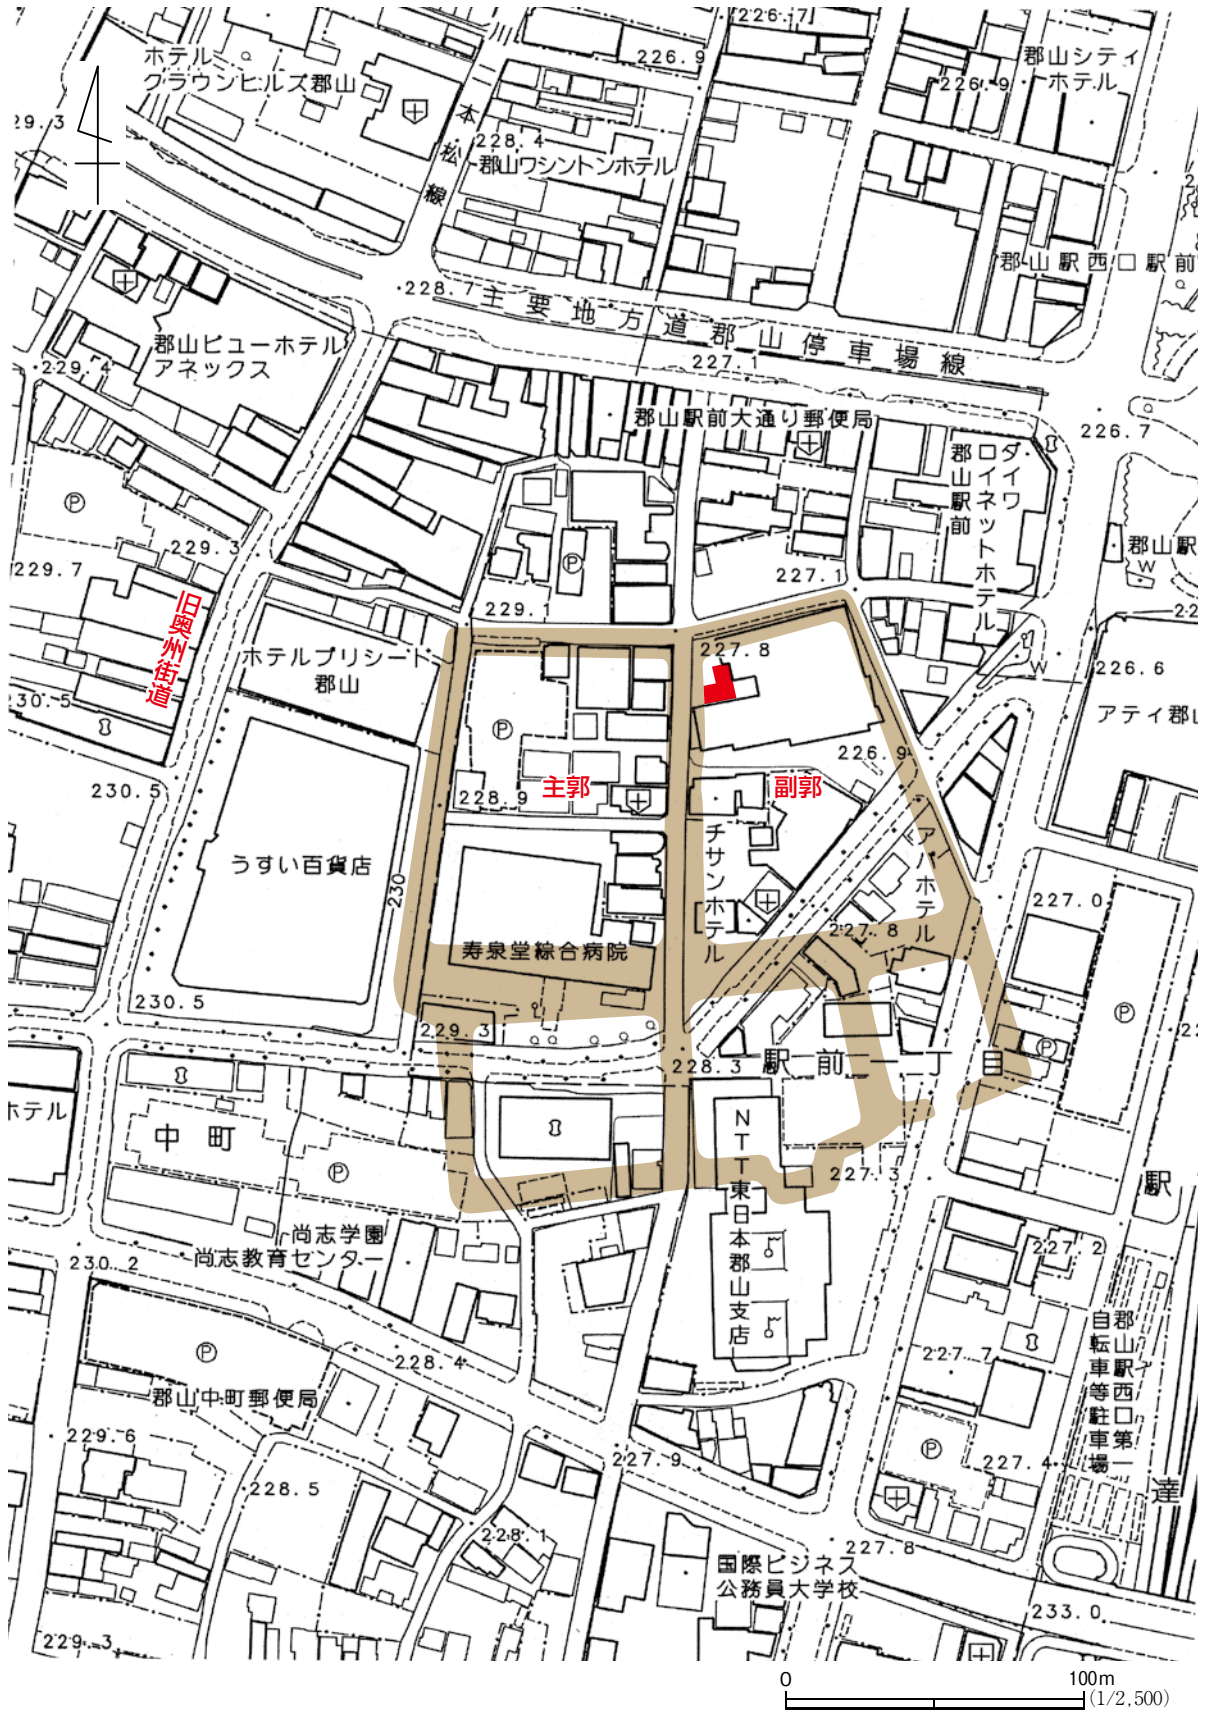 226.7
ホテル
クラウンヒルズ郡山
226.9
郡山シティ
ホテル
226.9
29.3
二本松線
228.4
郡山ワシントンホテル
郡山駅西口駅前
228.7
主要地方道郡山停車場線
227.1
郡山ビューホテル
アネックス
229.4
郡山駅前大通り郵便局
226.7
ダイワ
ロイネットホテル
郡山駅前
P
229.3
229.7
P
227.1
郡山駅
W
229.1
旧奥州街道
ホテルプリシード
郡山
227.8
W
226.6
30.5
P
アティ郡山
226.9
230.5
228.9
主郭
副郭
うすい百貨店
230
チサンホテル
アパホテル
227.0
227.8
寿泉堂綜合病院
230.5
229.3
P
228.3
駅前一丁目
P
ホテル
中町
P
NTT東日本郡山支店
227.3
駅
尚志学園
尚志教育センター
230.2
227.2
P
228.4
227.7
郡山駅西口第一
自転車等駐車場
郡山中町郵便局
229.6
P
227.9
227.4
228.5
達
228.1
227.8
国際ビジネス
公務員大学校
233.0
229.3
0
100m
(1/2,500)